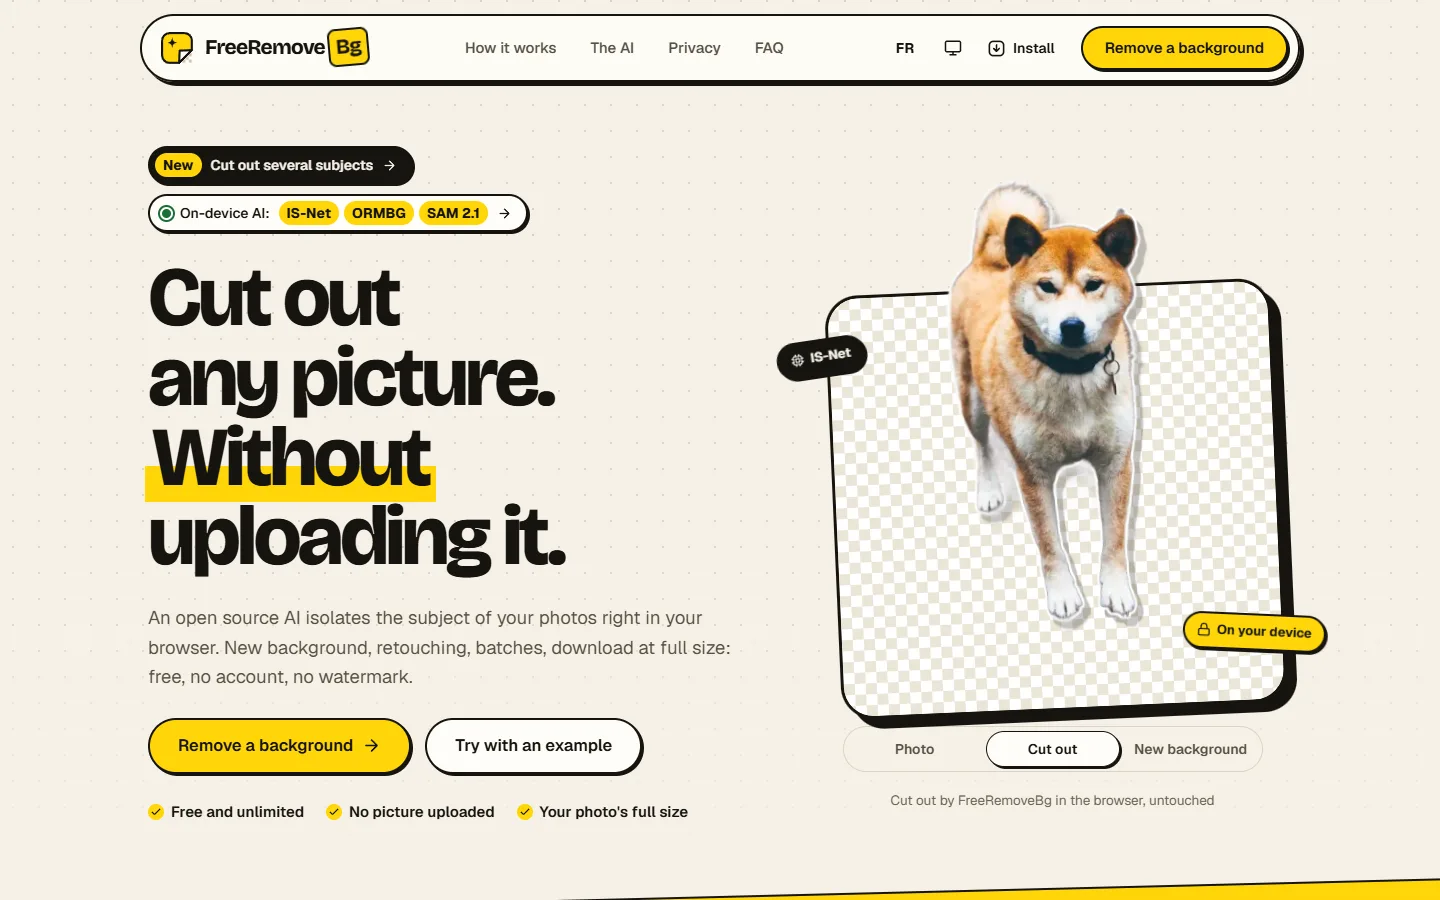 FreeRemove Bg
How it works
The AI
Privacy
FAQ
FR
Install
Remove a background
New Cut out several subjects
On-device AI: IS-Net ORMBG SAM 2.1
Cut out
any picture.
Without
uploading it.
An open source AI isolates the subject of your photos right in your
browser. New background, retouching, batches, download at full size:
free, no account, no watermark.
Remove a background
Try with an example
Free and unlimited
No picture uploaded
Your photo's full size
IS-Net
On your device
Photo
Cut out
New background
Cut out by FreeRemoveBg in the browser, untouched